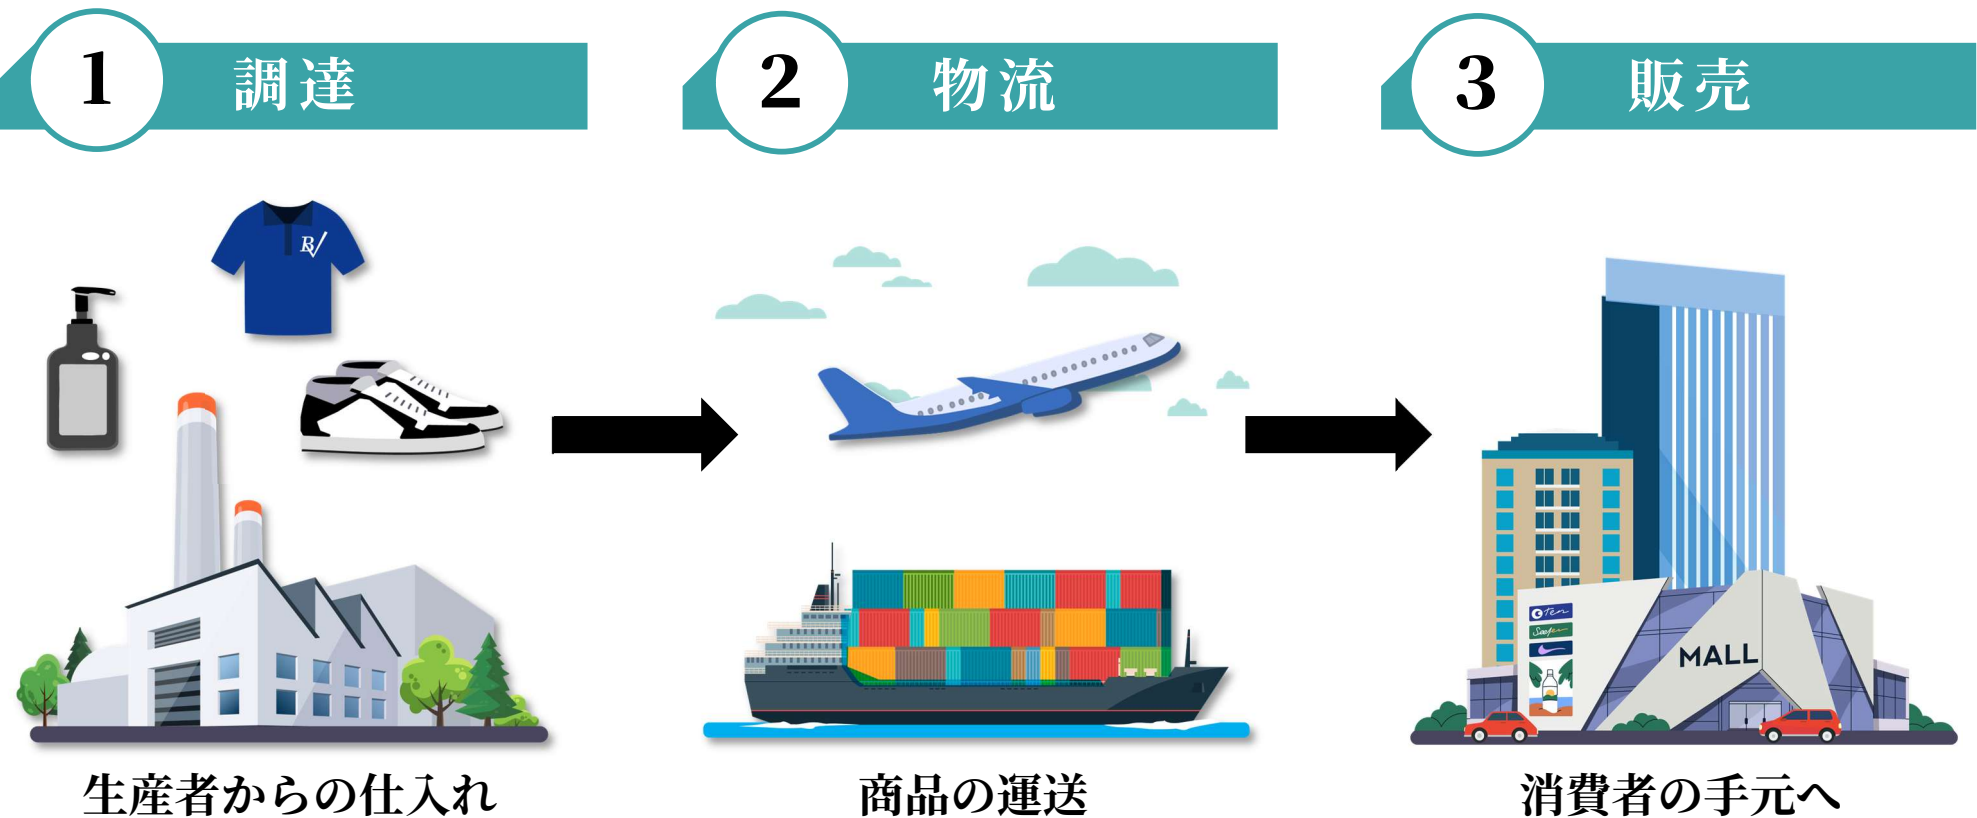 1
調達
2
物流
3
販売
生産者からの仕入れ
商品の運送
MALL
消費者の手元へ